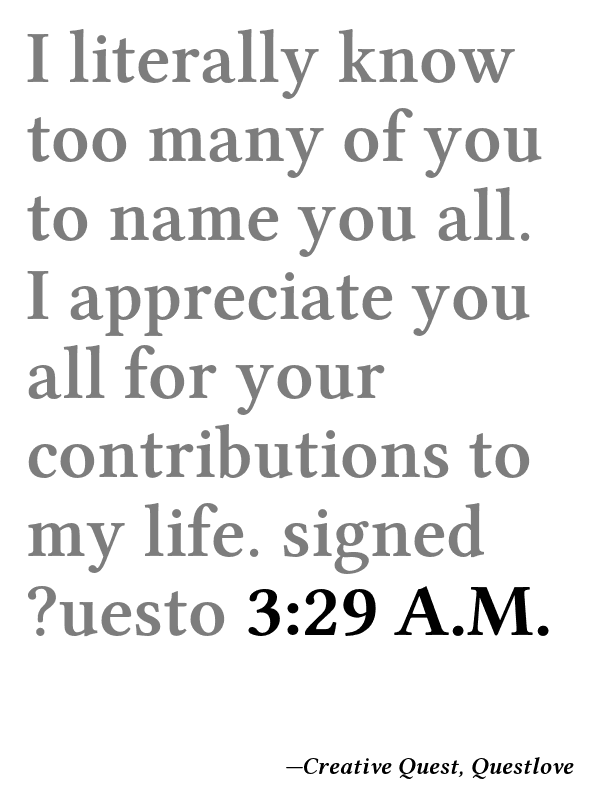 I literally know
too many of you
to name you all.
I appreciate you
all for your
contributions to
my life. signed
?uesto 3:29 A.M.
—Creative Quest, Questlove